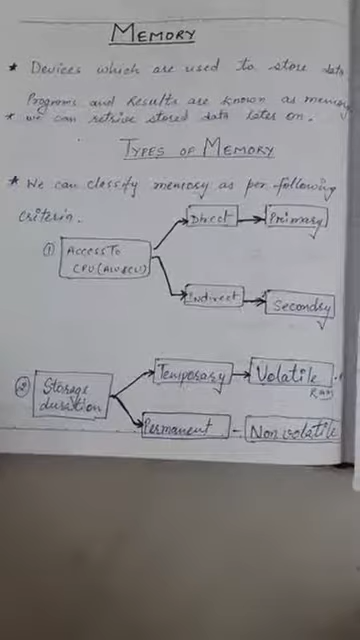 MEMORY
* Devices which are used to store data
Programs and Results are known as memory
* we can retrive stored data later on.
TYPES OF MEMORY
* We can classify memory as per following
criteria.
① ACCESS TO CPU (ALU & CU)
Direct
Primary
Indirect
Secondry
② Storage duration
Temporary
Volatile
RAM
Permanent - Non volatile